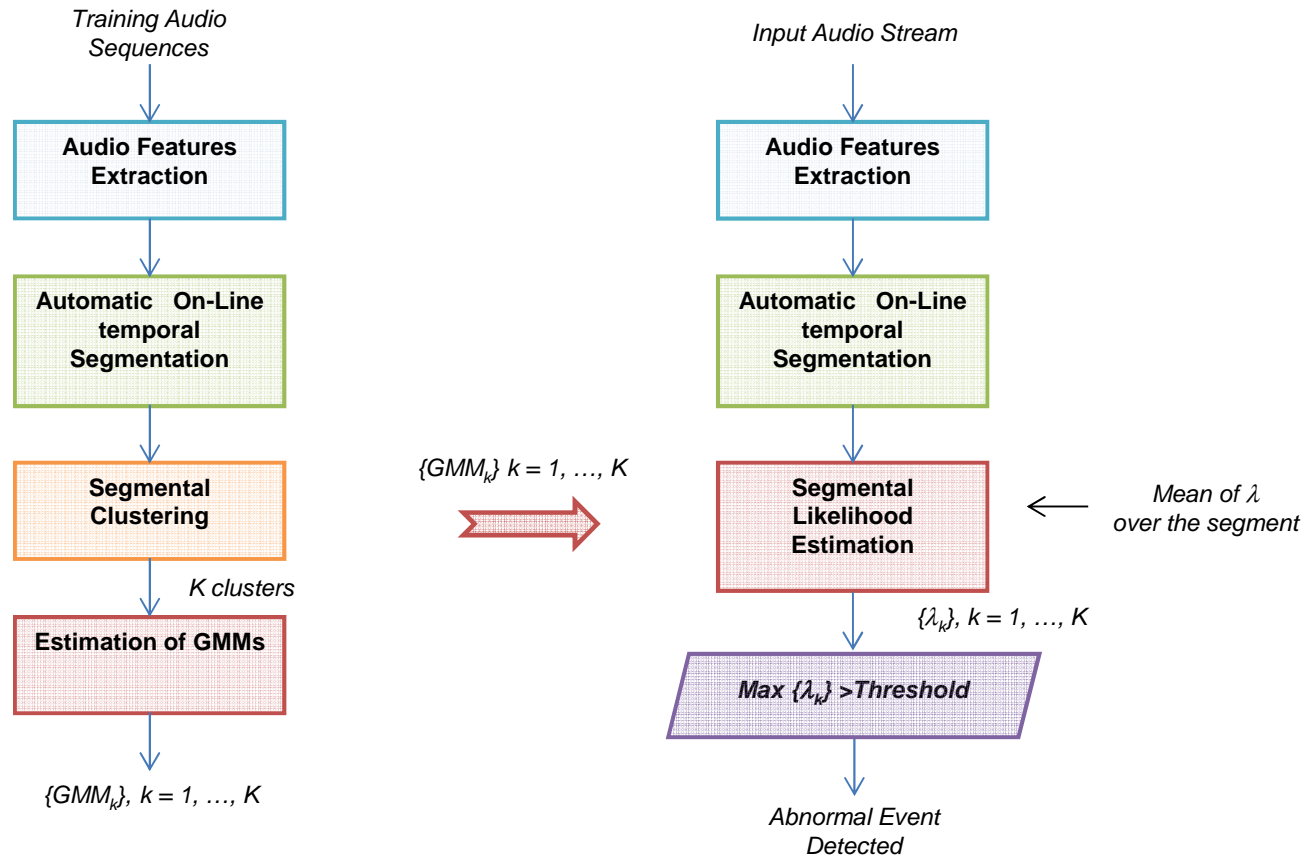 Training Audio
Sequences
Audio Features
Extraction
Automatic On-Line
temporal
Segmentation
Segmental
Clustering
K clusters
Estimation of GMMs
{GMMₖ}, k = 1, …, K
{GMMₖ} k = 1, …, K
Input Audio Stream
Audio Features
Extraction
Automatic On-Line
temporal
Segmentation
Segmental
Likelihood
Estimation
Mean of λ
over the segment
{λₖ}, k = 1, …, K
Max {λₖ} >Threshold
Abnormal Event
Detected